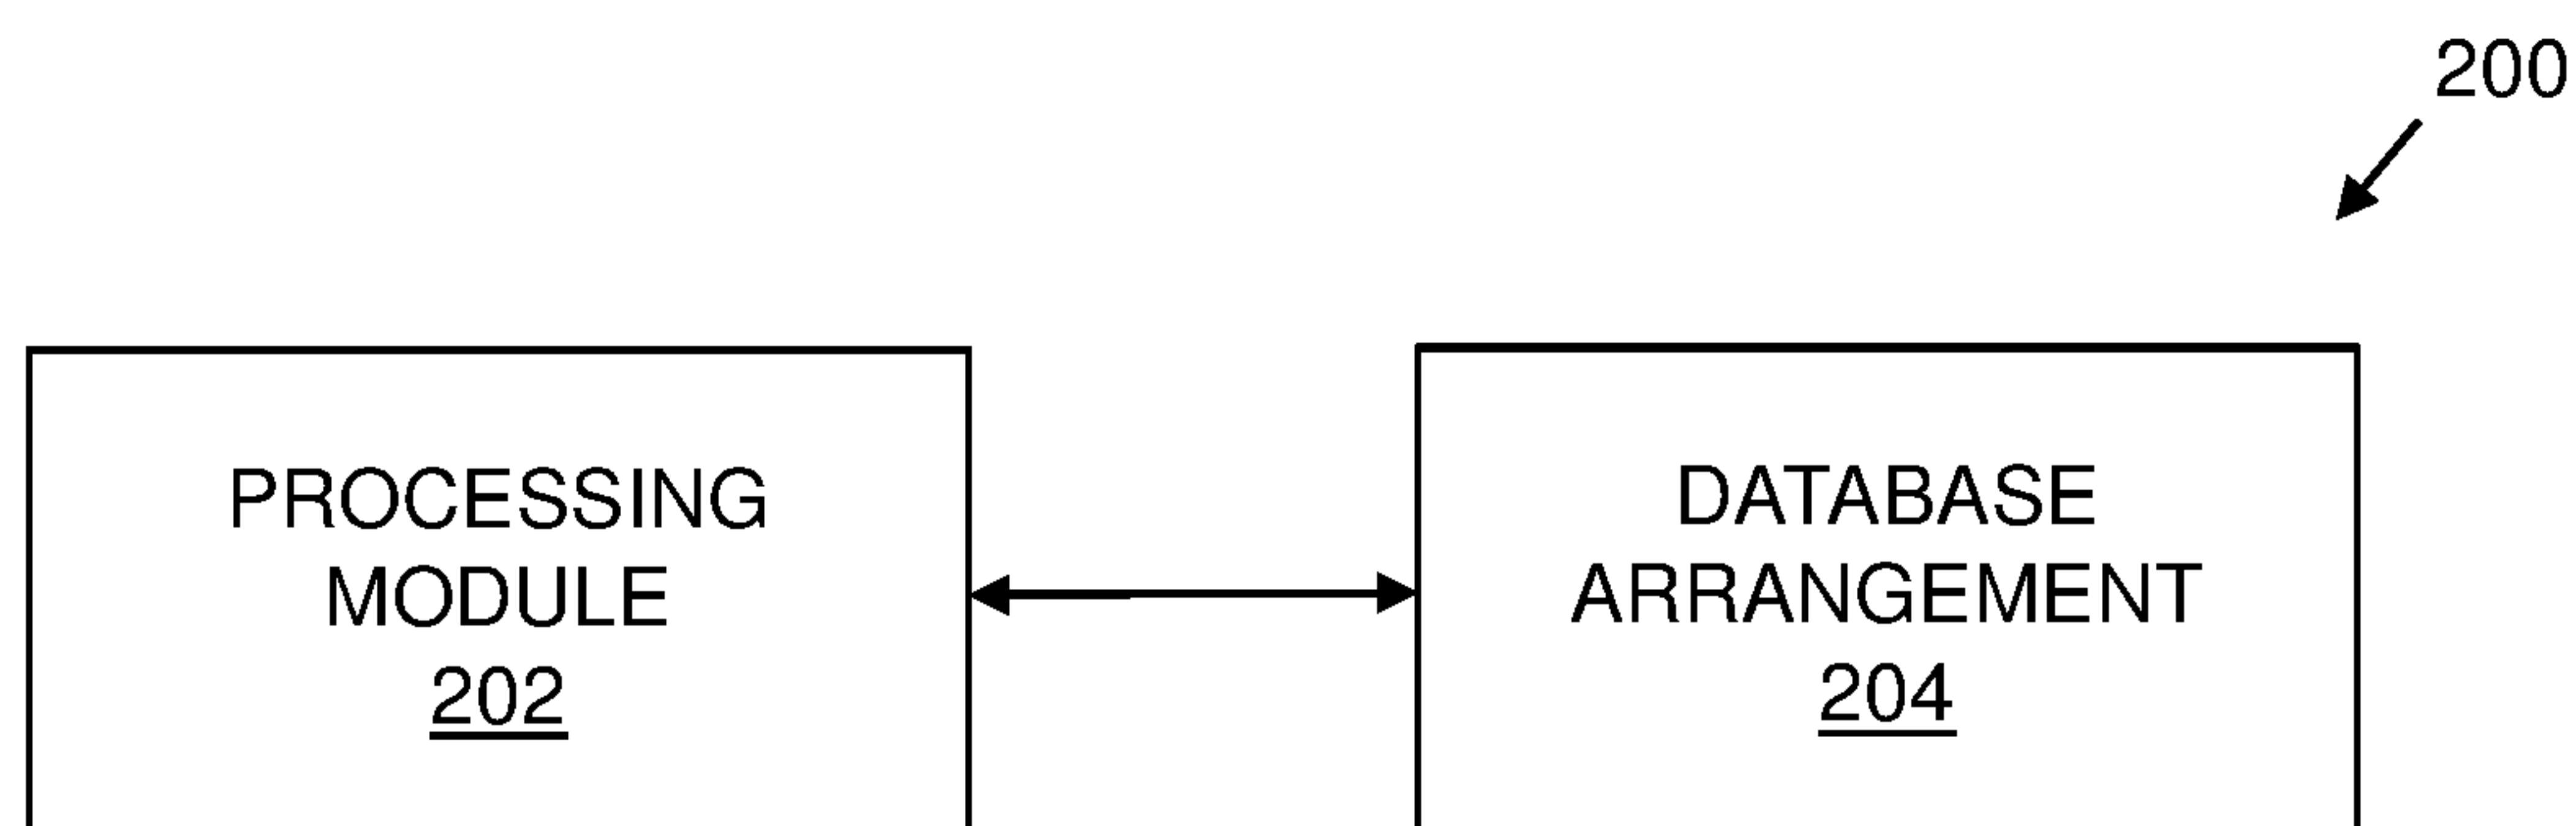 200
PROCESSING
MODULE
202
DATABASE
ARRANGEMENT
204